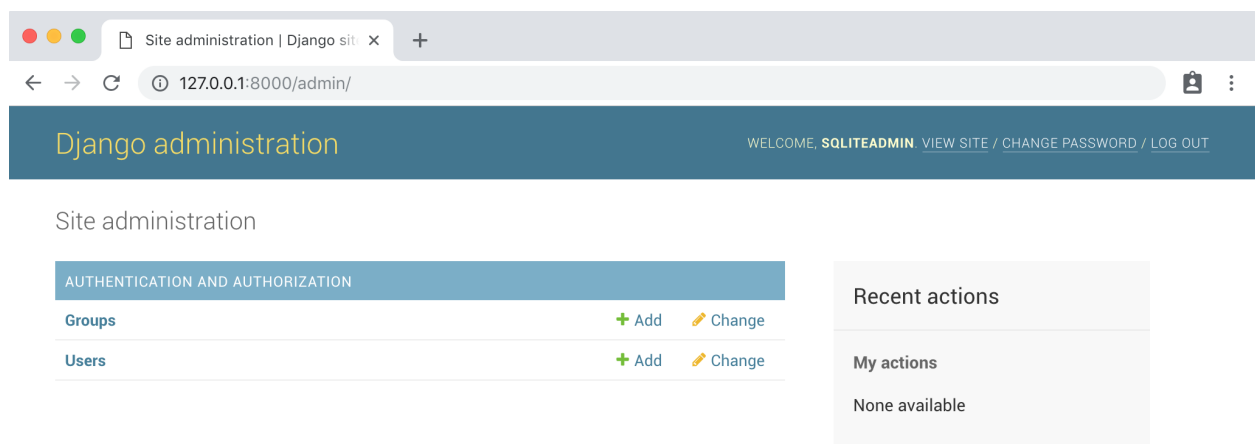 Site administration | Django sit
127.0.0.1:8000/admin/
Django administration
WELCOME, SQLITEADMIN. VIEW SITE / CHANGE PASSWORD / LOG OUT
Site administration
AUTHENTICATION AND AUTHORIZATION
Groups Add Change
Users Add Change
Recent actions
My actions
None available